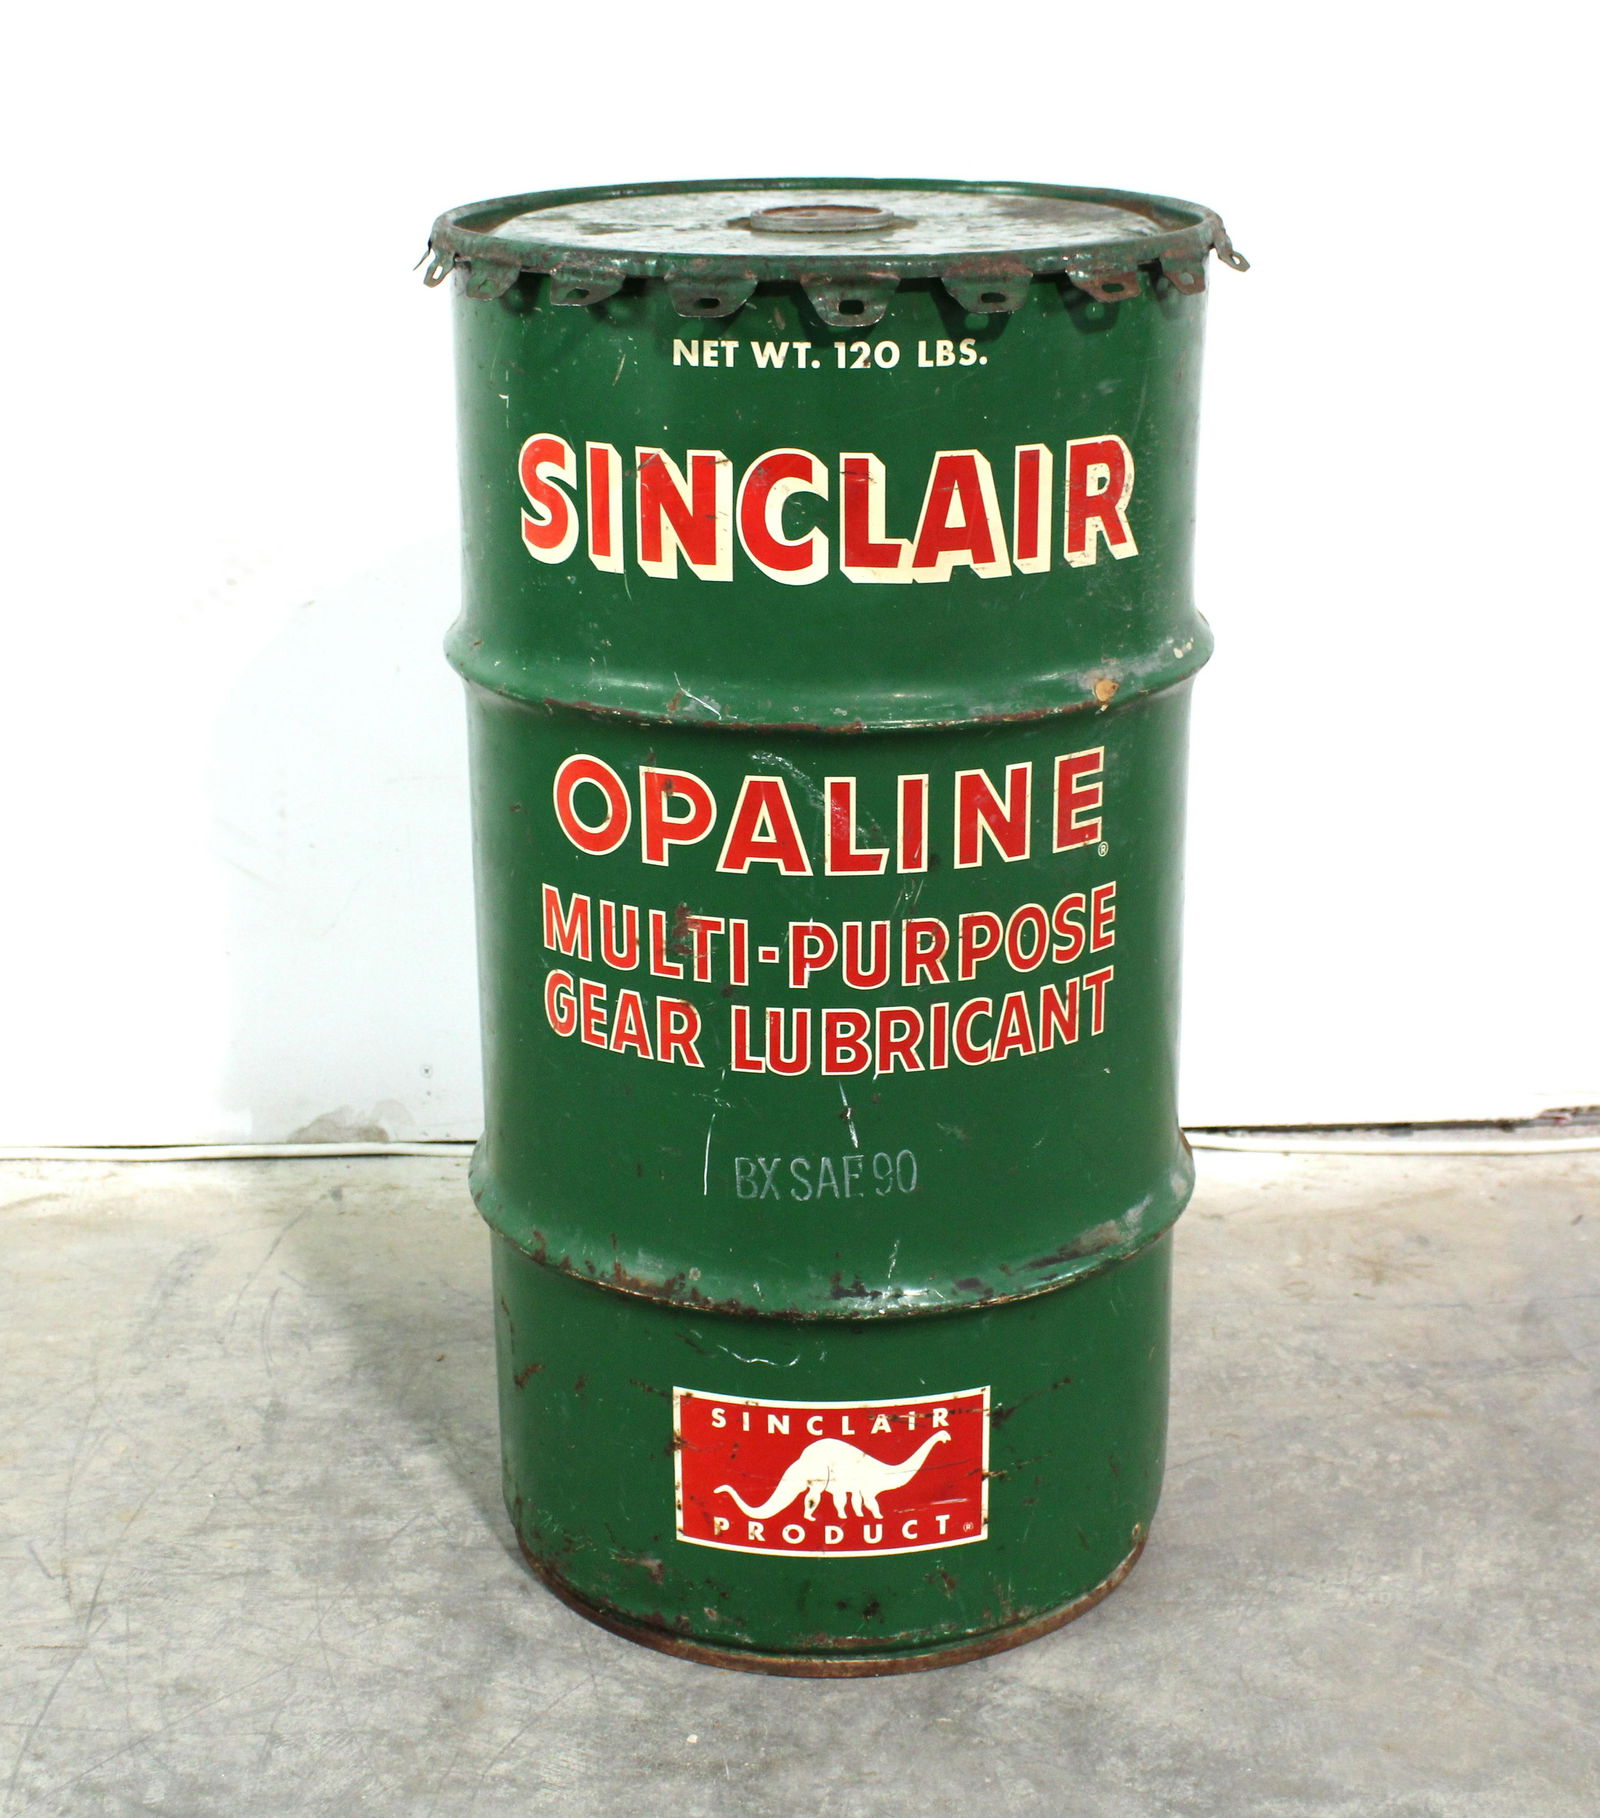 NET WT. 120 LBS.
SINCLAIR
OPALINE®
MULTI-PURPOSE
GEAR LUBRICANT
BX SAE 90
SINCLAIR
PRODUCT®